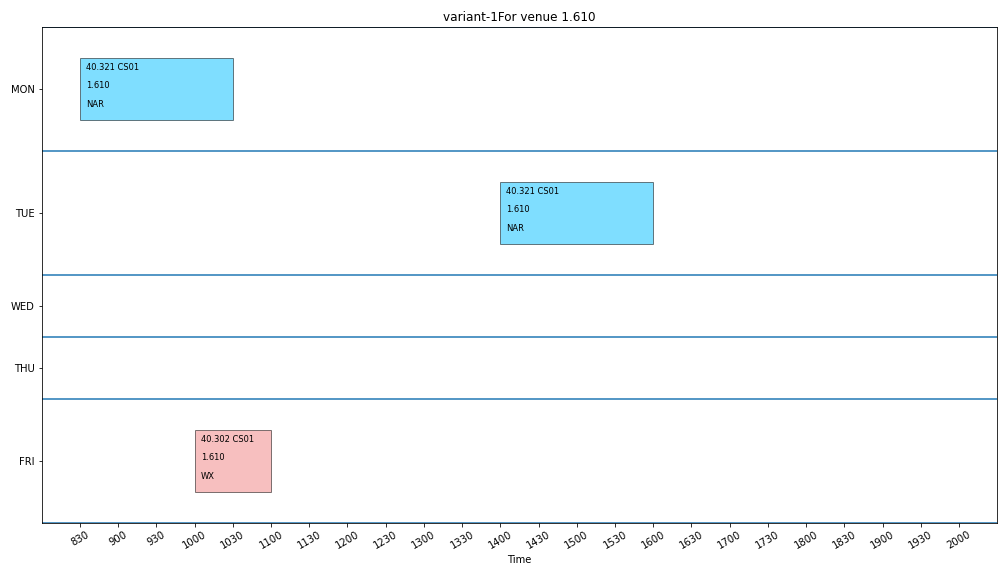 variant-1For venue 1.610
MON
40.321 CS01
1.610
NAR
TUE
40.321 CS01
1.610
NAR
WED
THU
FRI
40.302 CS01
1.610
WX
830 900 930 1000 1030 1100 1130 1200 1230 1300 1330 1400 1430 1500 1530 1600 1630 1700 1730 1800 1830 1900 1930 2000
Time